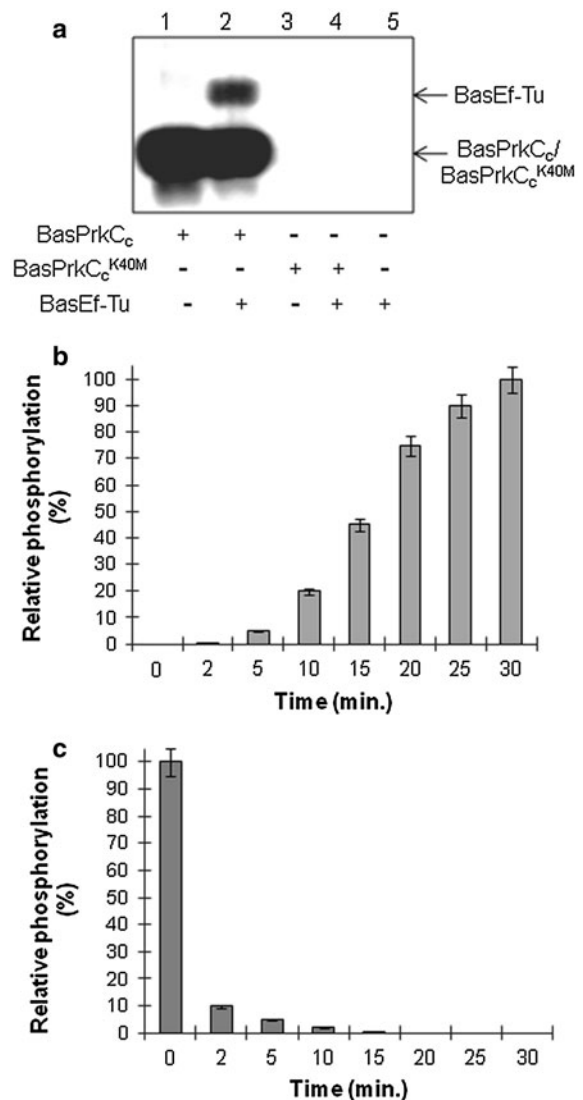 a
1 2 3 4 5
BasEf-Tu
BasPrkCc/
BasPrkCcK40M
BasPrkCc + + - - -
BasPrkCcK40M - - + + -
BasEf-Tu - + - + +
b
Relative phosphorylation
(%)
100
90
80
70
60
50
40
30
20
10
0
0 2 5 10 15 20 25 30
Time (min.)
c
Relative phosphorylation
(%)
100
90
80
70
60
50
40
30
20
10
0
0 2 5 10 15 20 25 30
Time (min.)